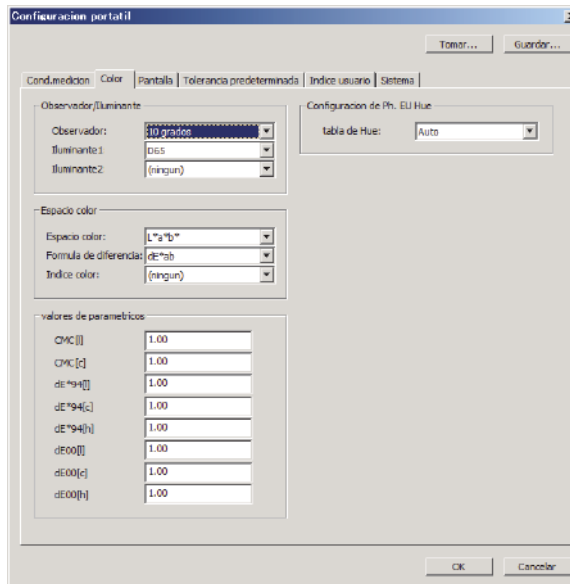 Configuracion portatil
Tomar... Guardar...
Cond.medicion Color Pantalla Tolerancia predeterminada Indice usuario Sistema
Observador/Iluminante
Observador: 10 grados
Iluminante1 D65
Iluminante2 (ningun)
Configuracion de Ph. EU Hue
tabla de Hue: Auto
Espacio color
Espacio color: L*a*b*
Formula de diferencia: dE*ab
Indice color: (ningun)
valores de parametricos
CMC[l] 1.00
CMC[c] 1.00
dE*94[l] 1.00
dE*94[c] 1.00
dE*94[h] 1.00
dE00[l] 1.00
dE00[c] 1.00
dE00[h] 1.00
OK Cancelar